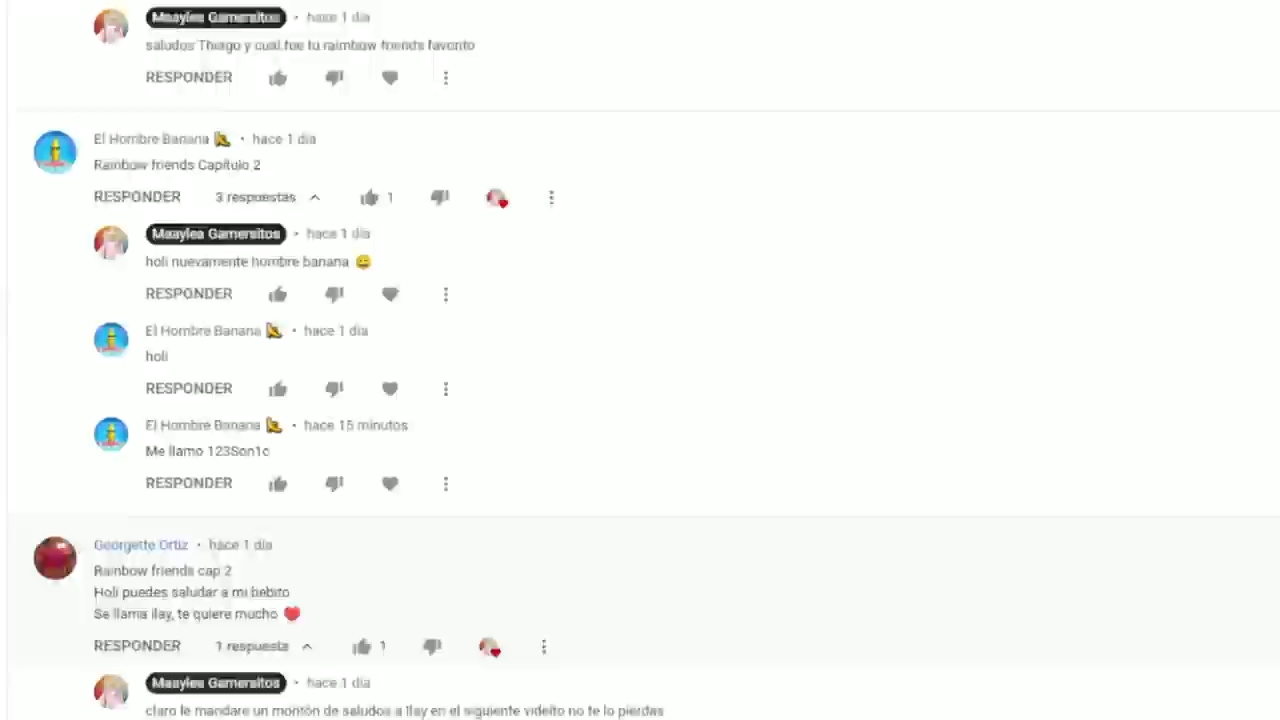 Maaylea Gamersitos • hace 1 día
saludos Thiago y cual fue tu raimbow friends favorito
RESPONDER
El Hombre Banana • hace 1 día
Rainbow friends Capítulo 2
RESPONDER 3 respuestas 1
Maaylea Gamersitos • hace 1 día
holi nuevamente hombre banana 😄
RESPONDER
El Hombre Banana • hace 1 día
holi
RESPONDER
El Hombre Banana • hace 15 minutos
Me llamo 123Son1c
RESPONDER
Georgette Ortiz • hace 1 día
Rainbow friends cap 2
Holi puedes saludar a mi bebito
Se llama ilay, te quiere mucho ❤️
RESPONDER 1 respuesta 1
Maaylea Gamersitos • hace 1 día
claro le mandare un montón de saludos a Ilay en el siguiente videito no te lo pierdas